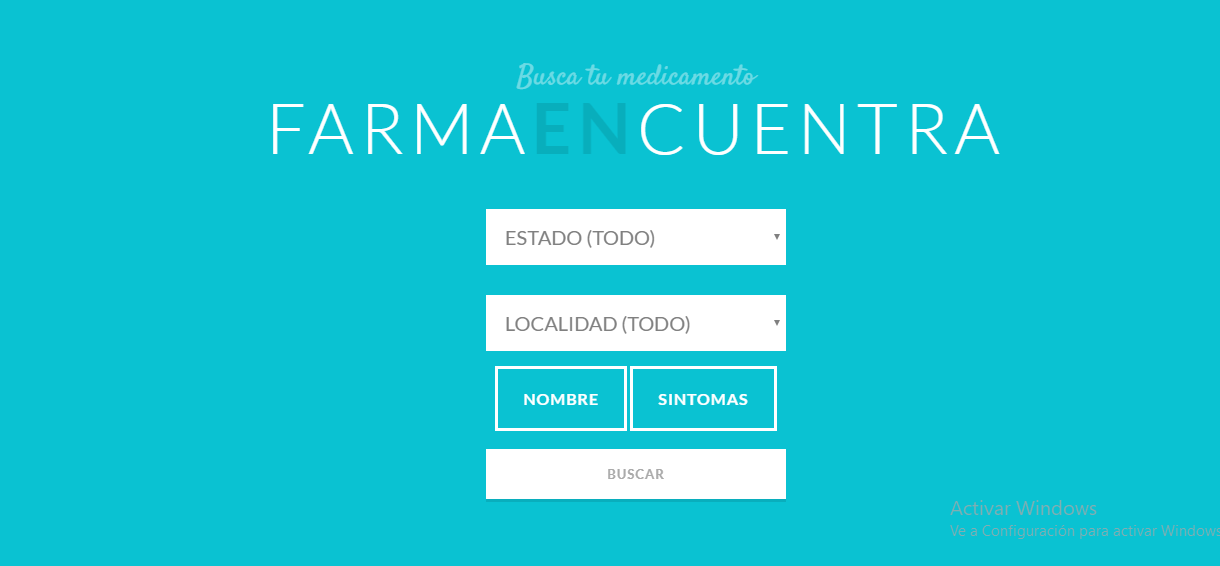 Busca tu medicamento
FARMAENCUENTRA
ESTADO (TODO)
LOCALIDAD (TODO)
NOMBRE SINTOMAS
BUSCAR
Activar Windows
Ve a Configuración para activar Windows